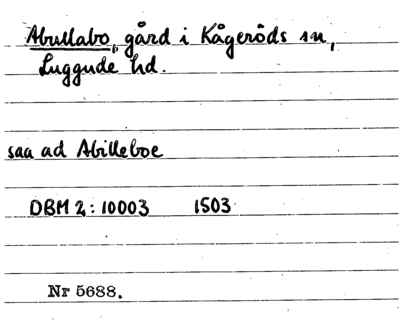 Abullabo, gård i Kågeröds sn,
Luggude hd.
saa ad Abilleboe
DBM 2: 10003 1503
Nr 5688.